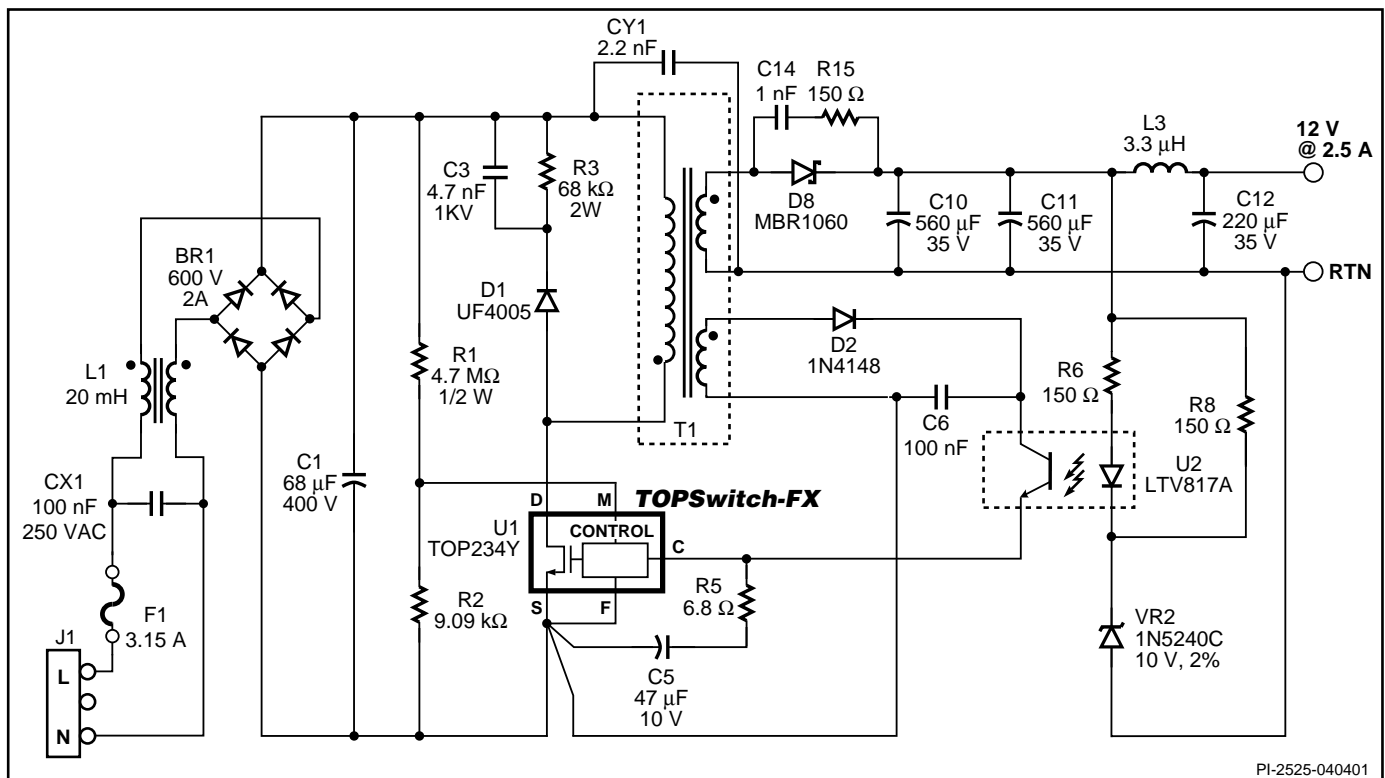 CY1
2.2 nF
C14
1 nF
R15
150 Ω
L3
3.3 µH
12 V
@ 2.5 A
C3
4.7 nF
1KV
R3
68 kΩ
2W
D8
MBR1060
C10
560 µF
35 V
C11
560 µF
35 V
C12
220 µF
35 V
RTN
BR1
600 V
2A
D1
UF4005
D2
1N4148
L1
20 mH
R1
4.7 MΩ
1/2 W
T1
C6
100 nF
R6
150 Ω
R8
150 Ω
U2
LTV817A
CX1
100 nF
250 VAC
C1
68 µF
400 V
TOPSwitch-FX
D
M
U1
TOP234Y
CONTROL
C
S
F
R5
6.8 Ω
R2
9.09 kΩ
C5
47 µF
10 V
VR2
1N5240C
10 V, 2%
F1
3.15 A
J1
L
N
PI-2525-040401